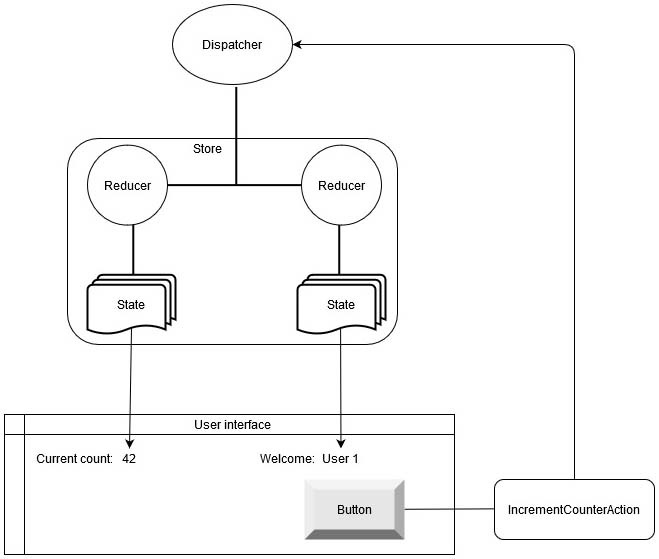 Dispatcher
Store
Reducer
Reducer
State
State
User interface
Current count: 42
Welcome: User 1
Button
IncrementCounterAction